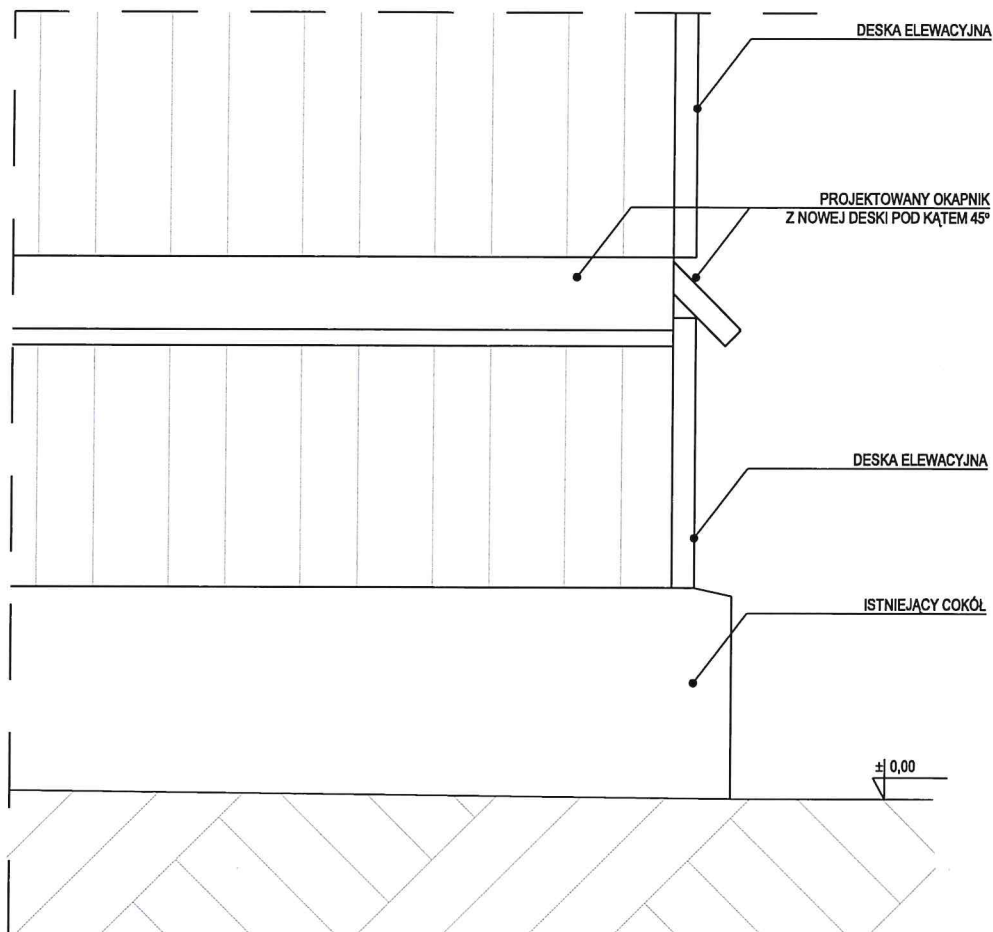 DESKA ELEWACYJNA
PROJEKTOWANY OKAPNIK
Z NOWEJ DESKI POD KĄTEM 45º
DESKA ELEWACYJNA
ISTNIEJĄCY COKÓŁ
± 0,00